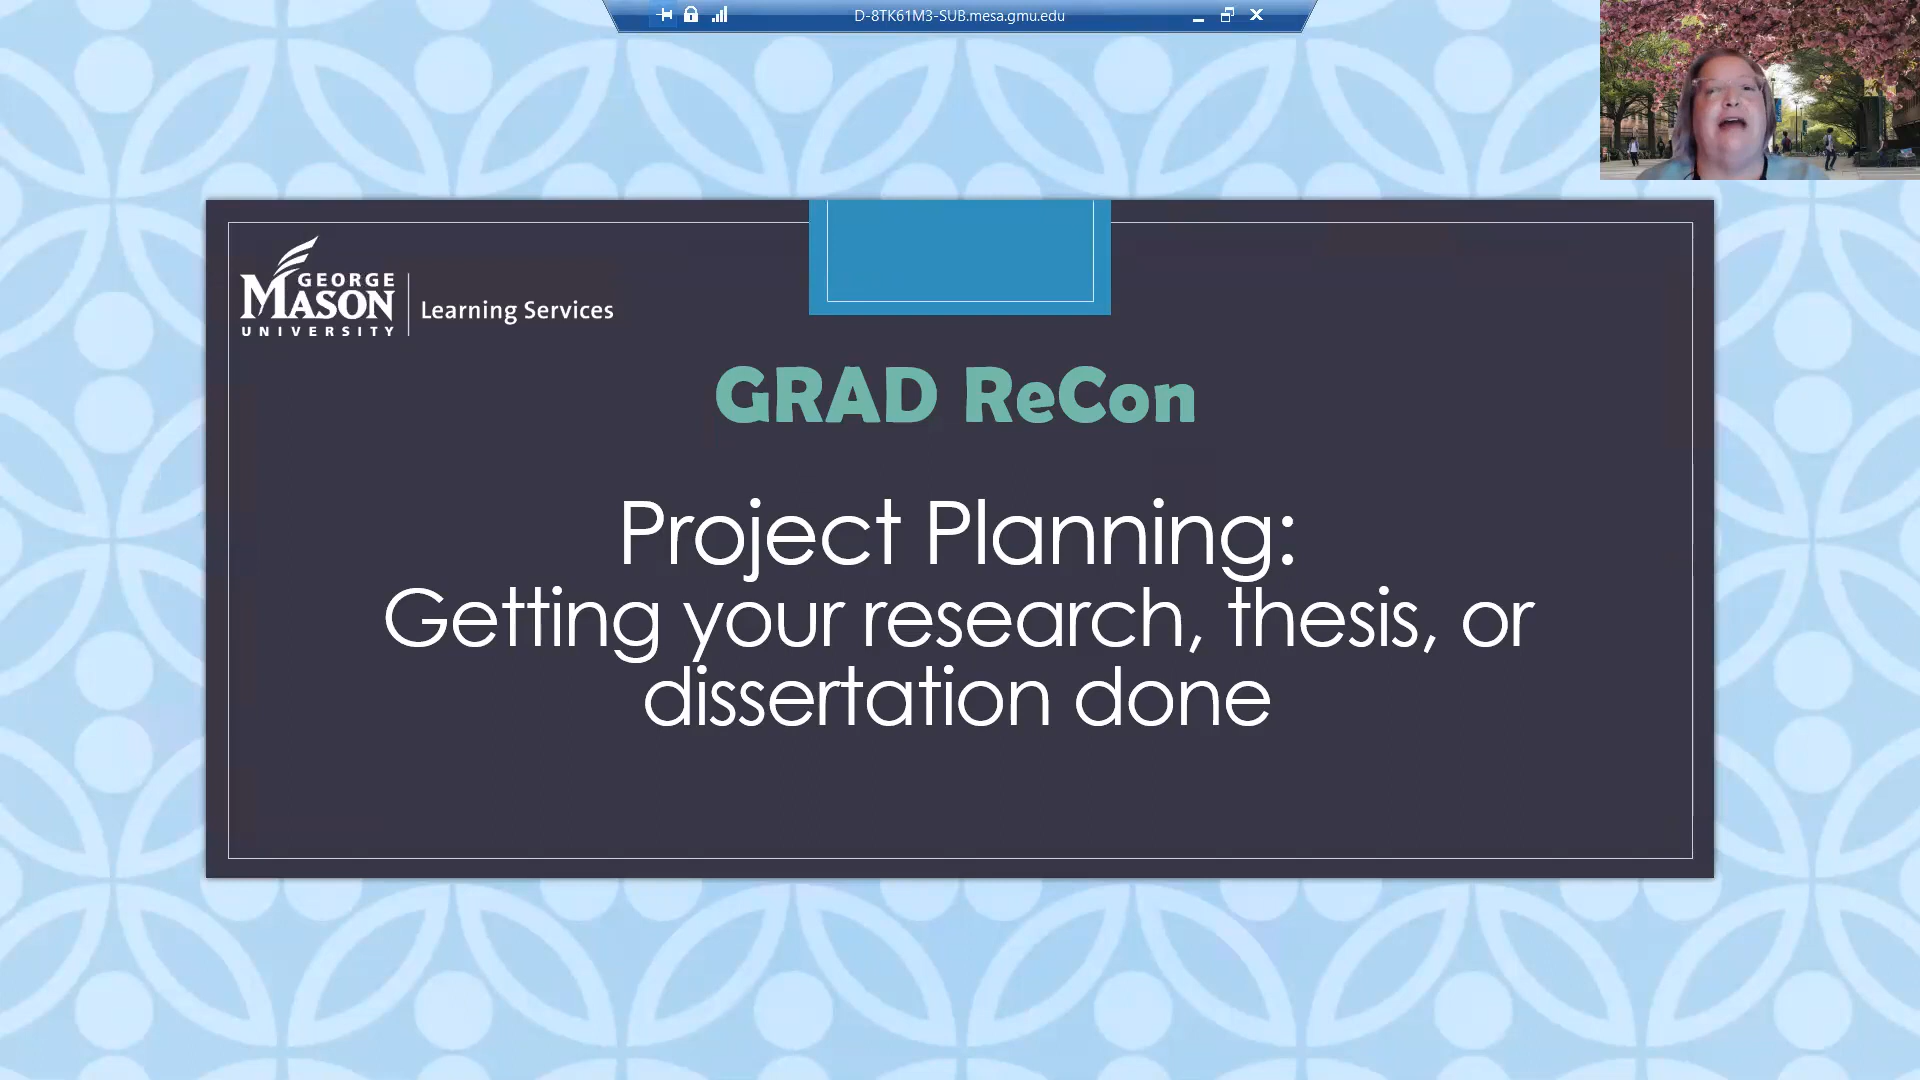 D-8TK61M3-SUB.mesa.gmu.edu
GEORGE
MASON
UNIVERSITY
Learning Services
GRAD ReCon
Project Planning:
Getting your research, thesis, or
dissertation done